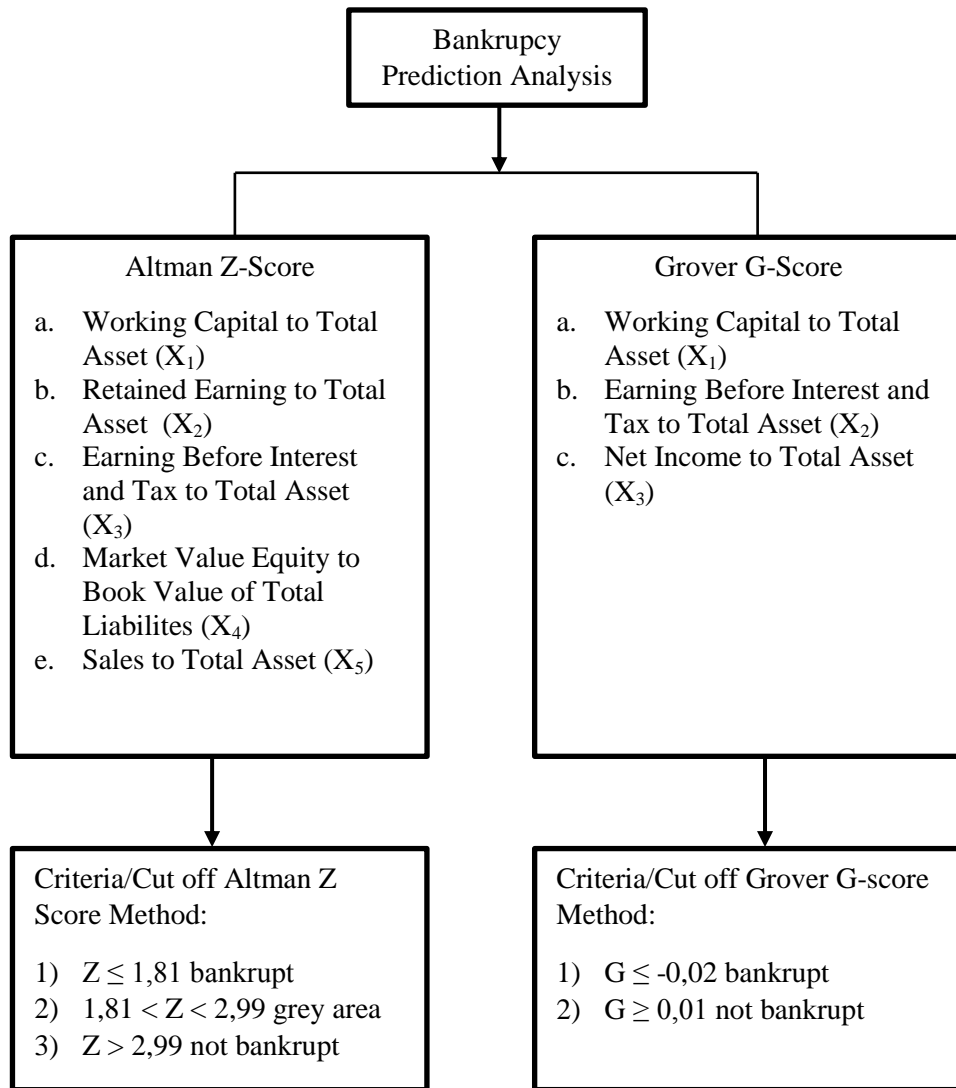 Bankrupcy
Prediction Analysis
Altman Z-Score
a. Working Capital to Total
Asset (X₁)
b. Retained Earning to Total
Asset (X₂)
c. Earning Before Interest
and Tax to Total Asset
(X₃)
d. Market Value Equity to
Book Value of Total
Liabilites (X₄)
e. Sales to Total Asset (X₅)
Grover G-Score
a. Working Capital to Total
Asset (X₁)
b. Earning Before Interest and
Tax to Total Asset (X₂)
c. Net Income to Total Asset
(X₃)
Criteria/Cut off Altman Z
Score Method:
1) Z ≤ 1,81 bankrupt
2) 1,81 < Z < 2,99 grey area
3) Z > 2,99 not bankrupt
Criteria/Cut off Grover G-score
Method:
1) G ≤ -0,02 bankrupt
2) G ≥ 0,01 not bankrupt